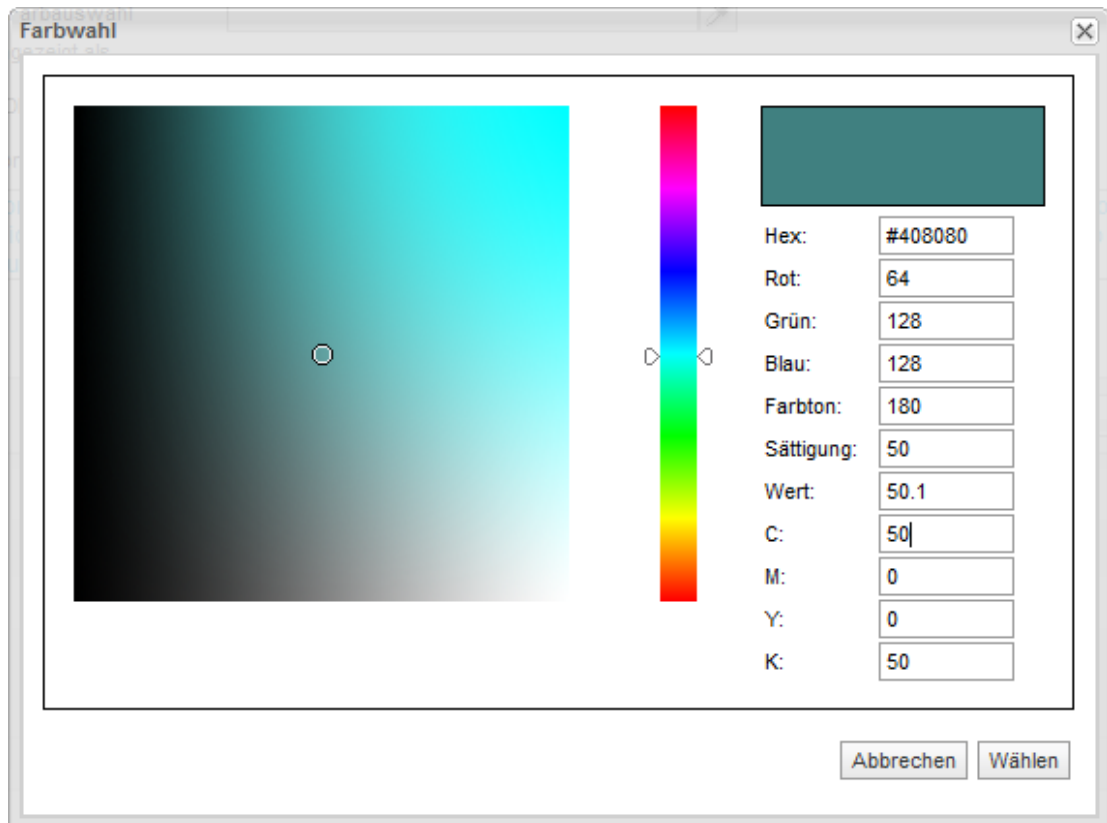 Farbwahl
Hex: #408080
Rot: 64
Grün: 128
Blau: 128
Farbton: 180
Sättigung: 50
Wert: 50.1
C: 50
M: 0
Y: 0
K: 50
Abbrechen Wählen